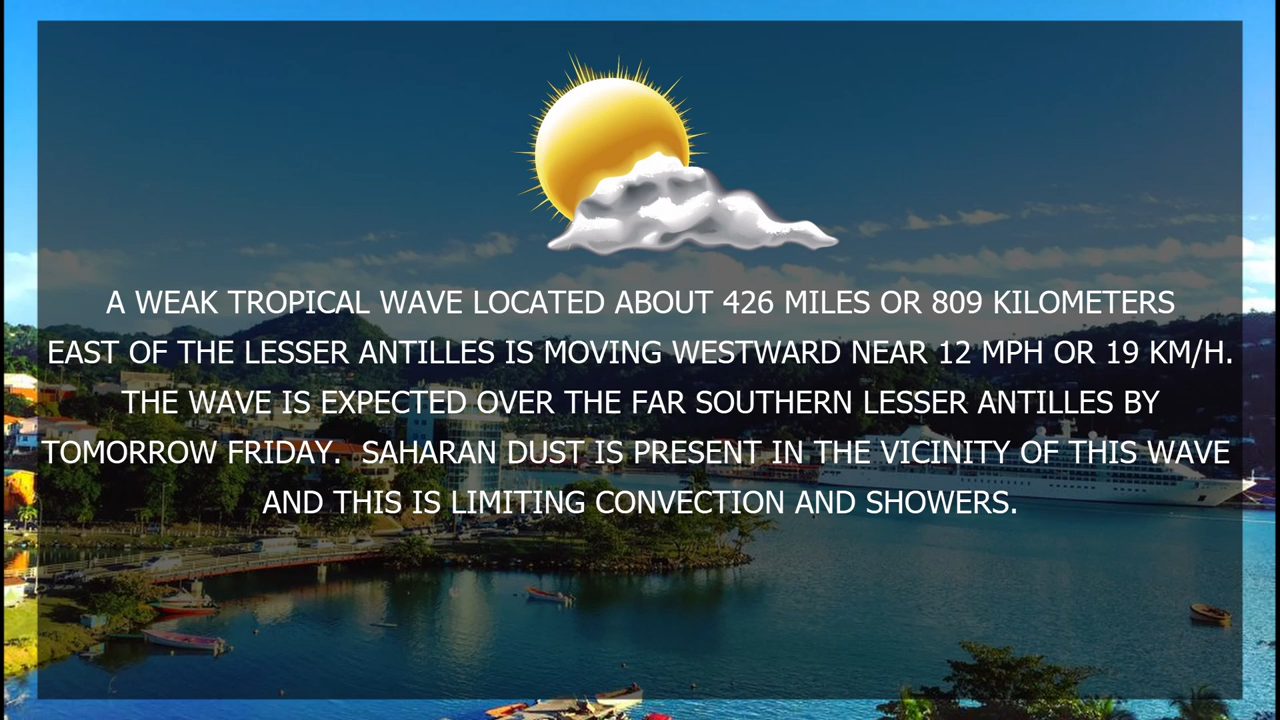 A WEAK TROPICAL WAVE LOCATED ABOUT 426 MILES OR 809 KILOMETERS
EAST OF THE LESSER ANTILLES IS MOVING WESTWARD NEAR 12 MPH OR 19 KM/H.
THE WAVE IS EXPECTED OVER THE FAR SOUTHERN LESSER ANTILLES BY
TOMORROW FRIDAY.  SAHARAN DUST IS PRESENT IN THE VICINITY OF THIS WAVE
AND THIS IS LIMITING CONVECTION AND SHOWERS.